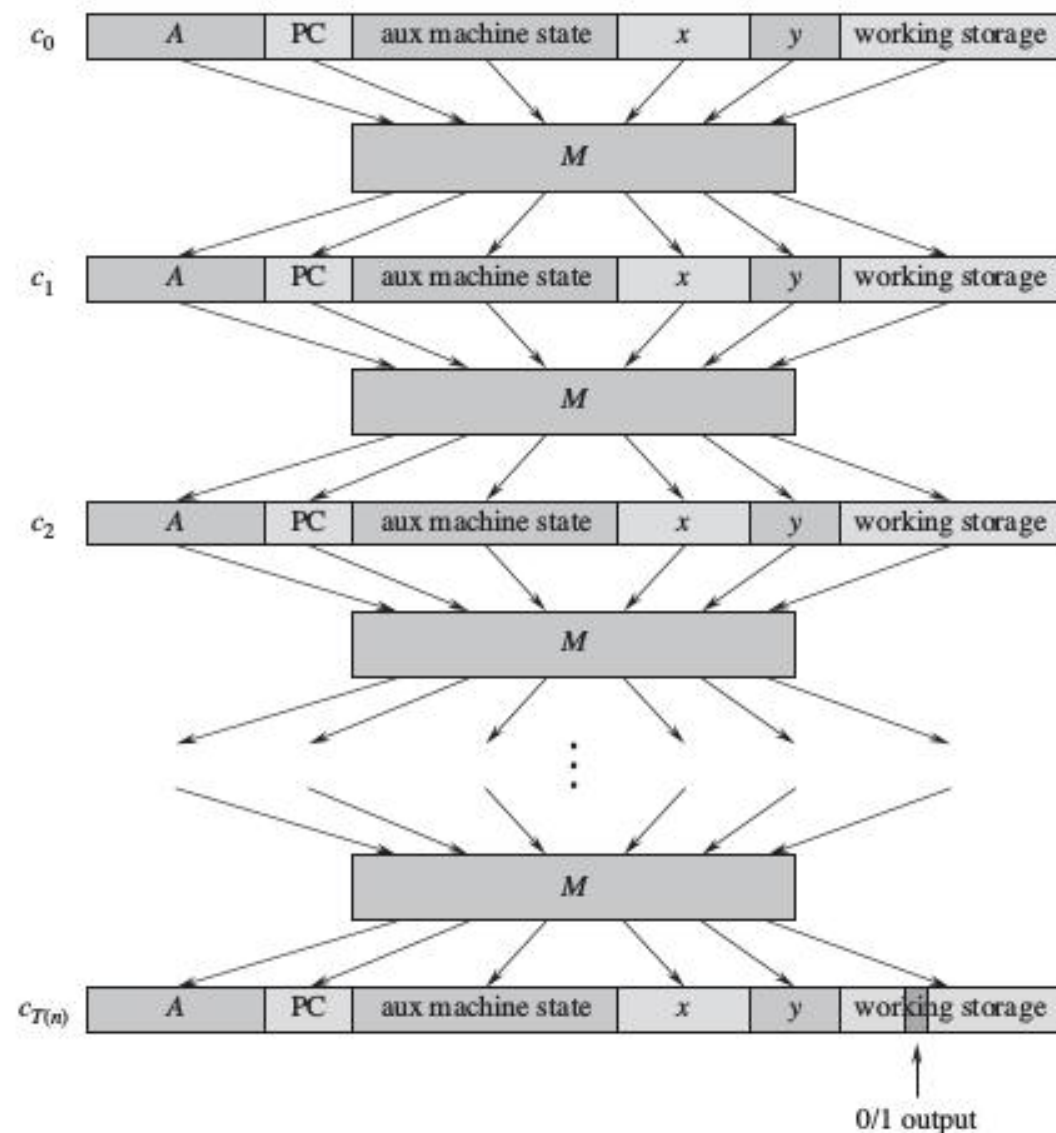 c0 A PC aux machine state x y working storage
M
c1 A PC aux machine state x y working storage
M
c2 A PC aux machine state x y working storage
M
M
cT(n) A PC aux machine state x y working storage
0/1 output